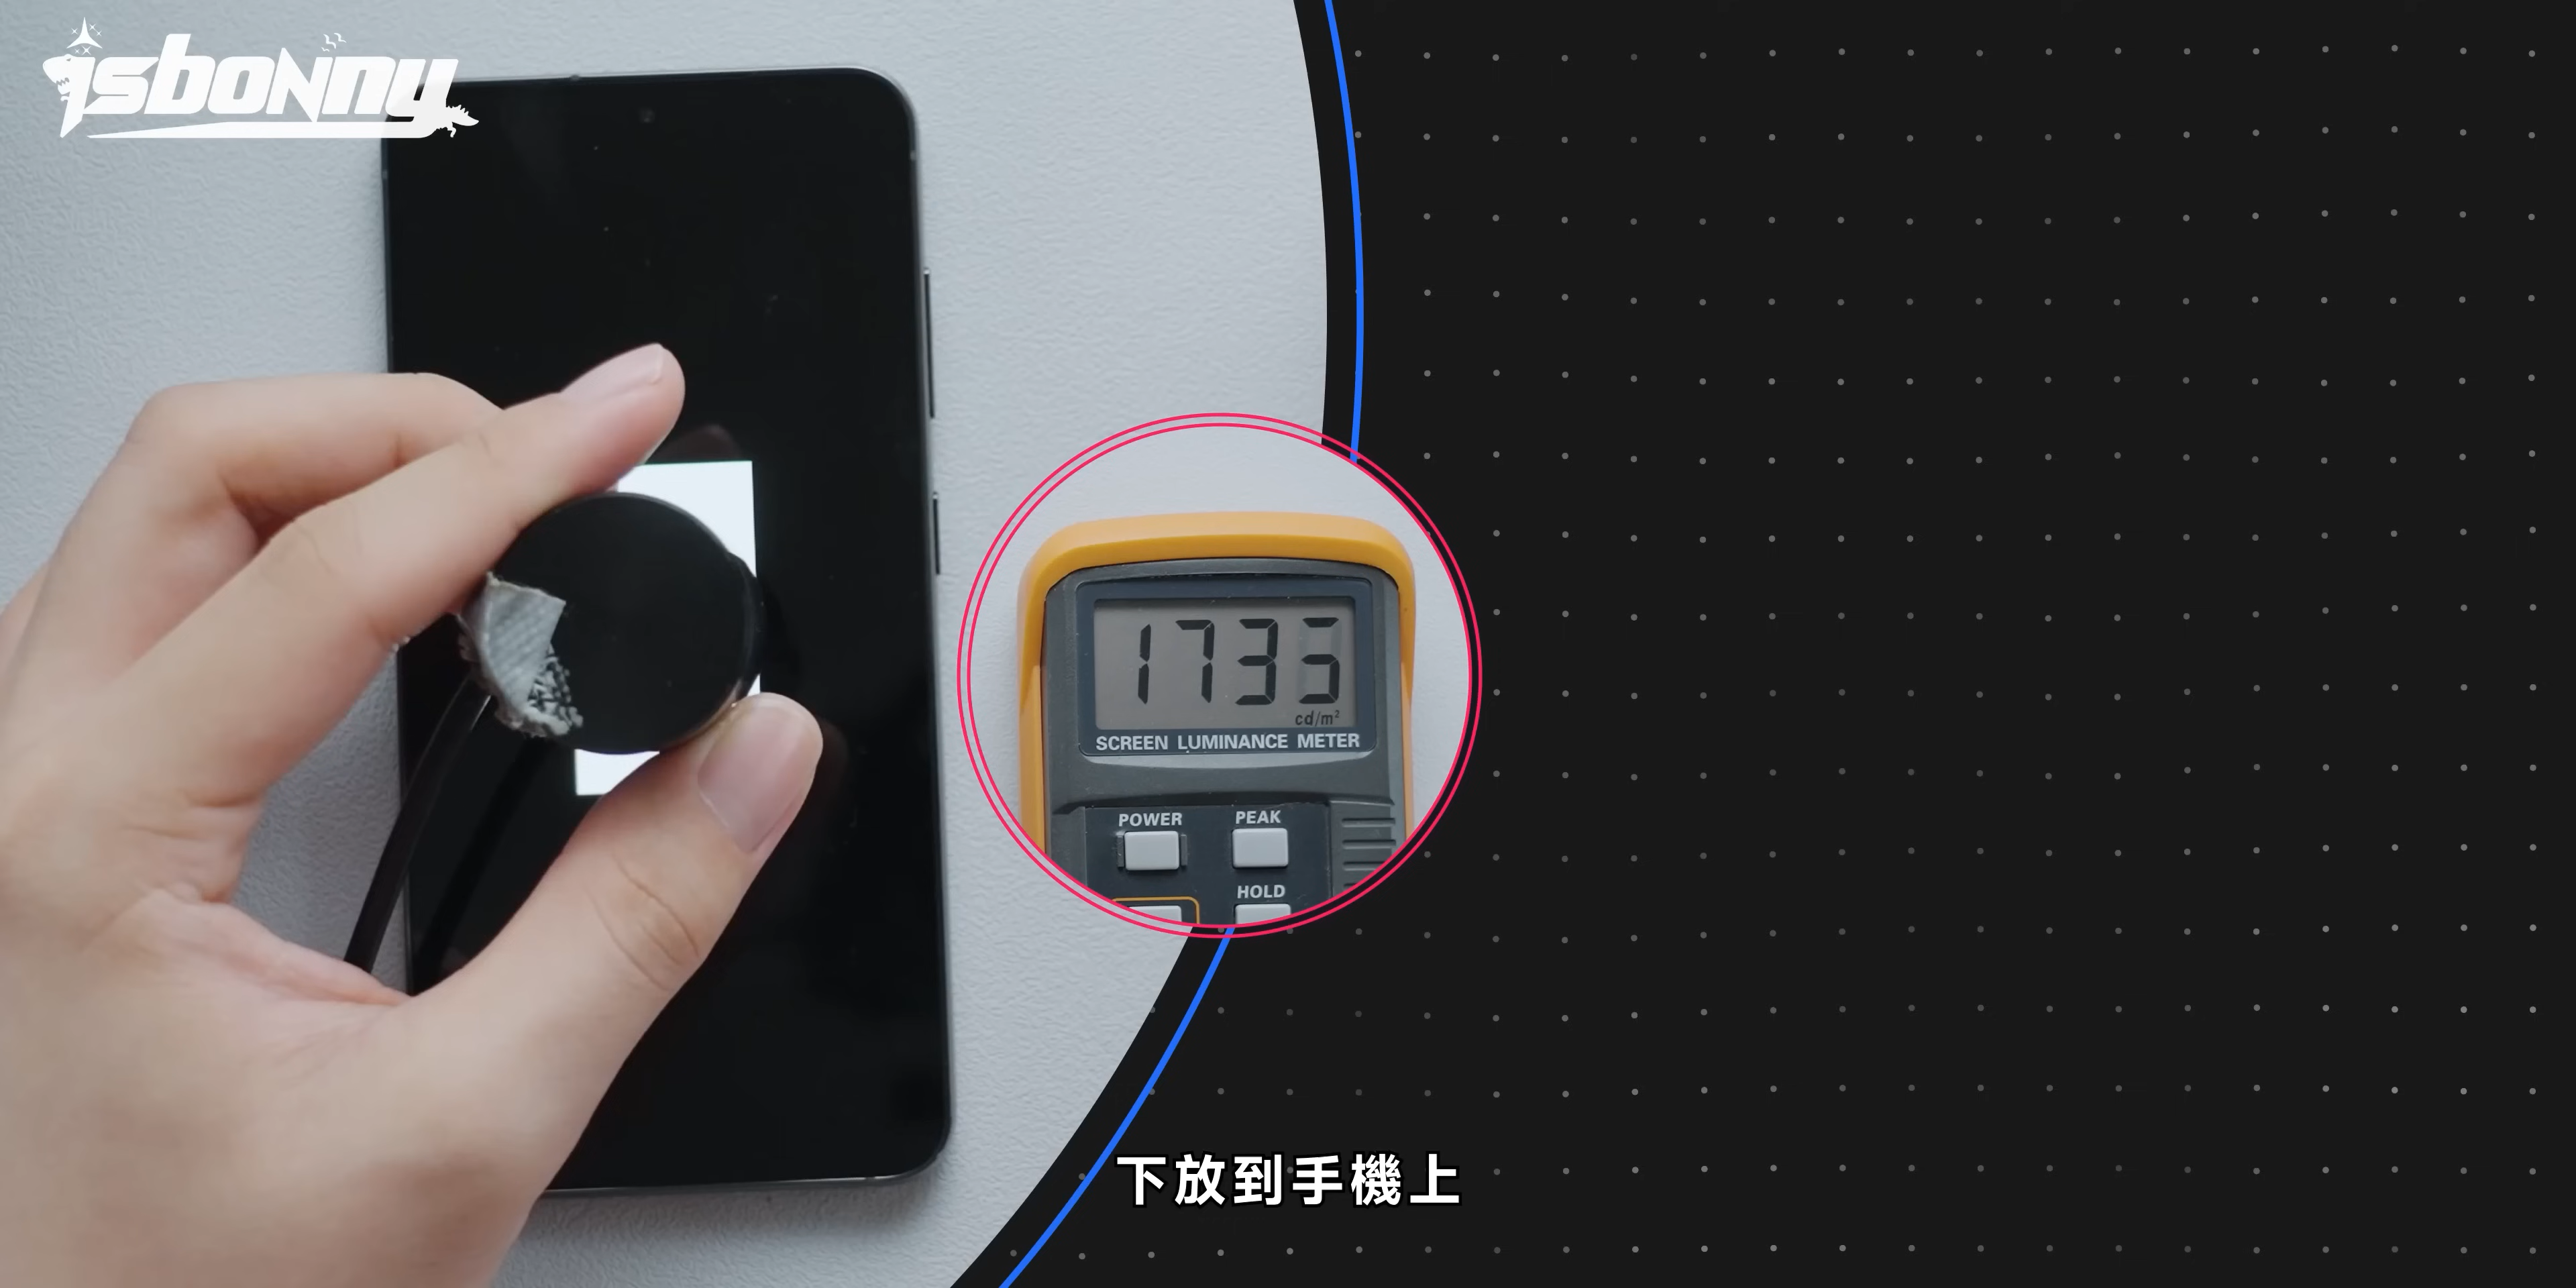 isbonny
1735
cd/m²
SCREEN LUMINANCE METER
POWER
PEAK
HOLD
下放到手機上